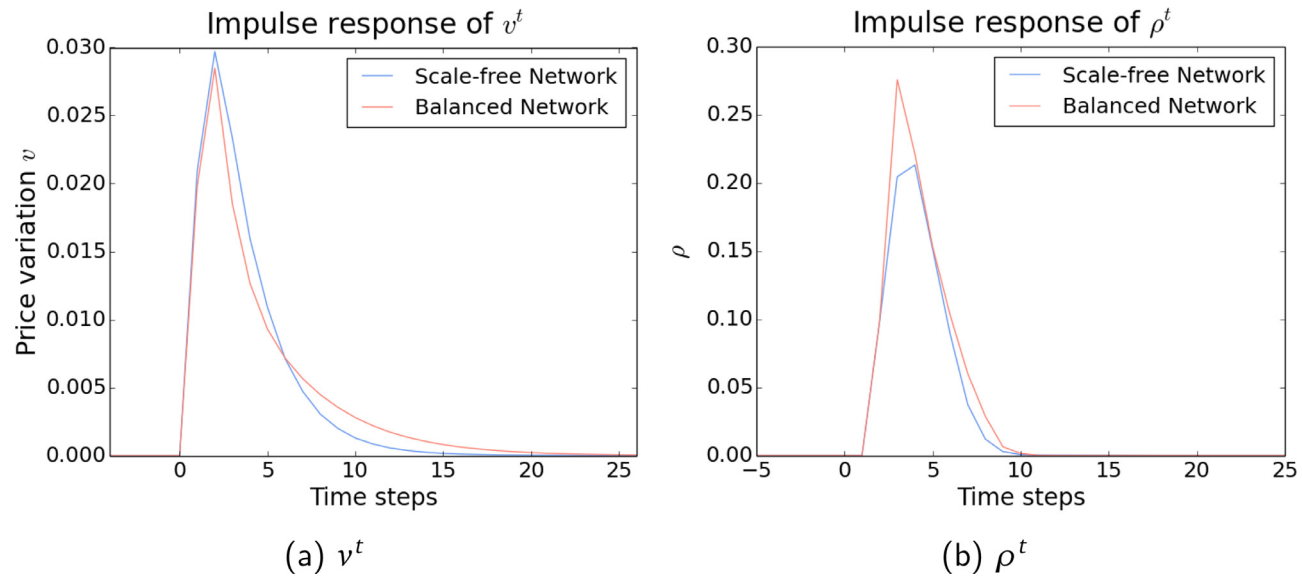 Impulse response of v^t
0.030
0.025
0.020
0.015
0.010
0.005
0.000
Price variation v
Scale-free Network
Balanced Network
0 5 10 15 20 25
Time steps
(a) v^t
Impulse response of ρ^t
0.30
0.25
0.20
0.15
0.10
0.05
0.00
ρ
Scale-free Network
Balanced Network
−5 0 5 10 15 20 25
Time steps
(b) ρ^t